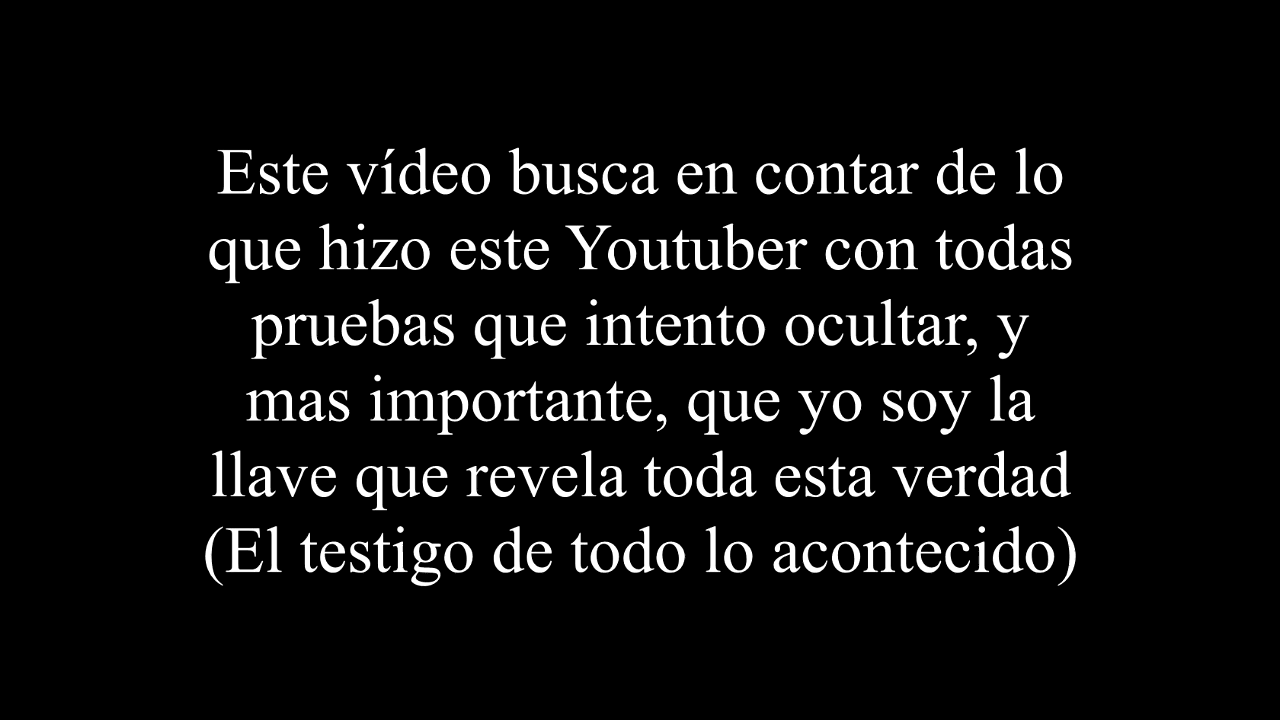 Este vídeo busca en contar de lo
que hizo este Youtuber con todas
pruebas que intento ocultar, y
mas importante, que yo soy la
llave que revela toda esta verdad
(El testigo de todo lo acontecido)